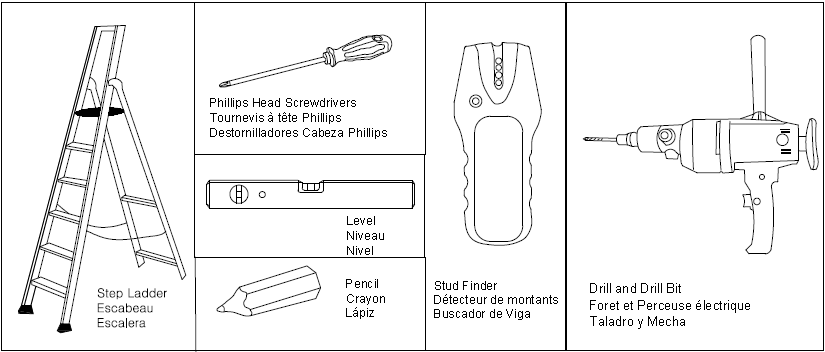 Step Ladder
Escabeau
Escalera
Phillips Head Screwdrivers
Tournevis à tête Phillips
Destornilladores Cabeza Phillips
Level
Niveau
Nivel
Pencil
Crayon
Lápiz
Stud Finder
Détecteur de montants
Buscador de Viga
Drill and Drill Bit
Foret et Perceuse électrique
Taladro y Mecha